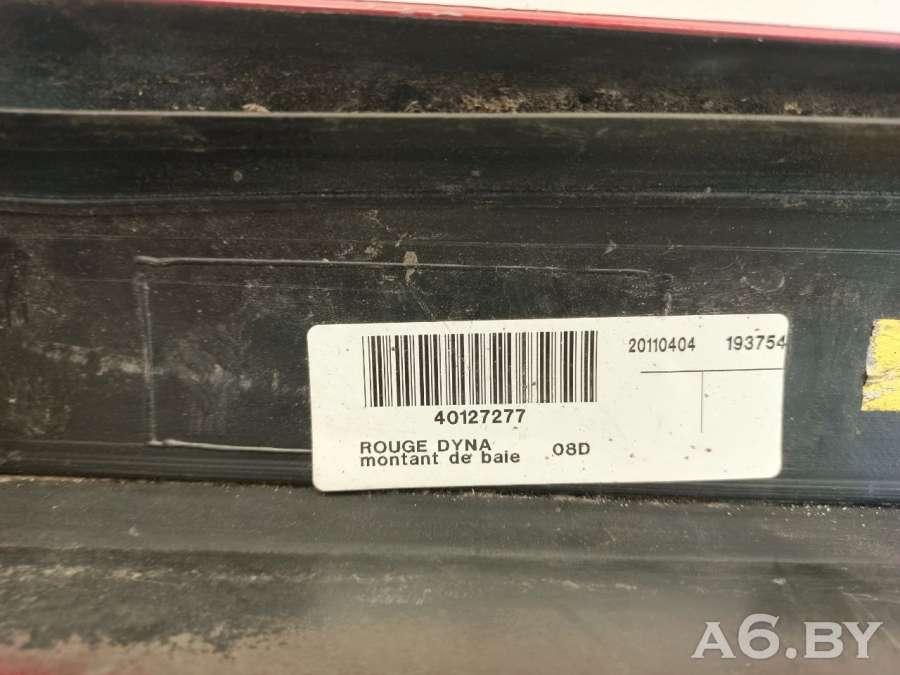 20110404 193754
40127277
ROUGE DYNA 08D
montant de baie
A6.BY